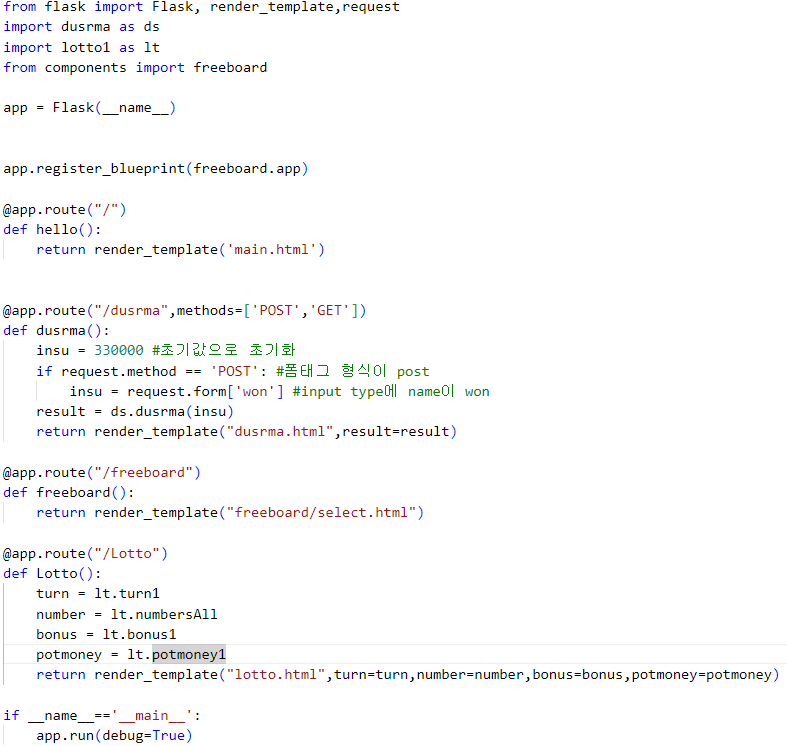 from flask import Flask, render_template,request
import dusrma as ds
import lotto1 as lt
from components import freeboard
app = Flask(__name__)
app.register_blueprint(freeboard.app)
@app.route("/")
def hello():
    return render_template('main.html')
@app.route("/dusrma",methods=['POST','GET'])
def dusrma():
    insu = 330000 #초기값으로 초기화
    if request.method == 'POST': #폼태그 형식이 post
        insu = request.form['won'] #input type에 name이 won
    result = ds.dusrma(insu)
    return render_template("dusrma.html",result=result)
@app.route("/freeboard")
def freeboard():
    return render_template("freeboard/select.html")
@app.route("/Lotto")
def Lotto():
    turn = lt.turn1
    number = lt.numbersAll
    bonus = lt.bonus1
    potmoney = lt.potmoney1
    return render_template("lotto.html",turn=turn,number=number,bonus=bonus,potmoney=potmoney)
if __name__=='__main__':
    app.run(debug=True)